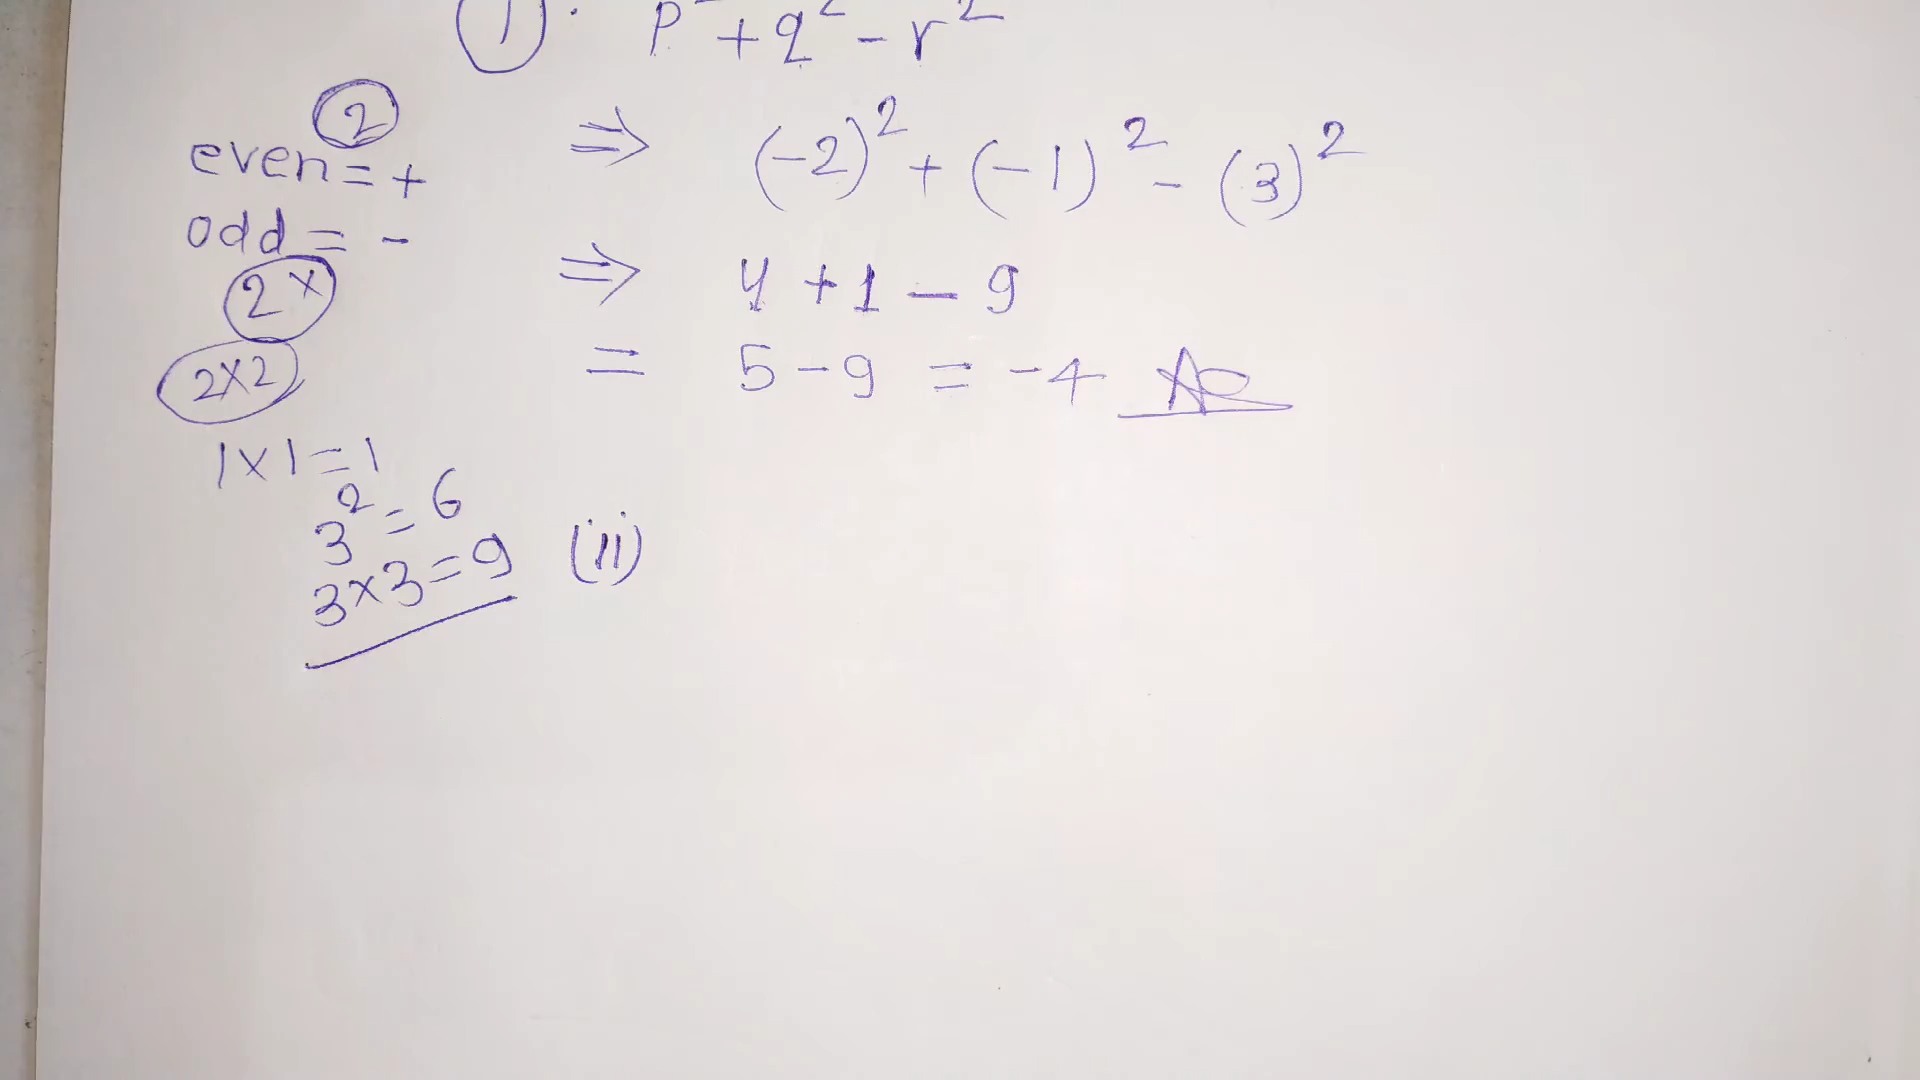 (1). p² + q² - r²
2
even = +
odd = -
2×
2×2
1×1=1
3² = 6
3×3=9
⇒ (-2)² + (-1)² - (3)²
⇒ 4 + 1 - 9
= 5 - 9 = -4
(ii)